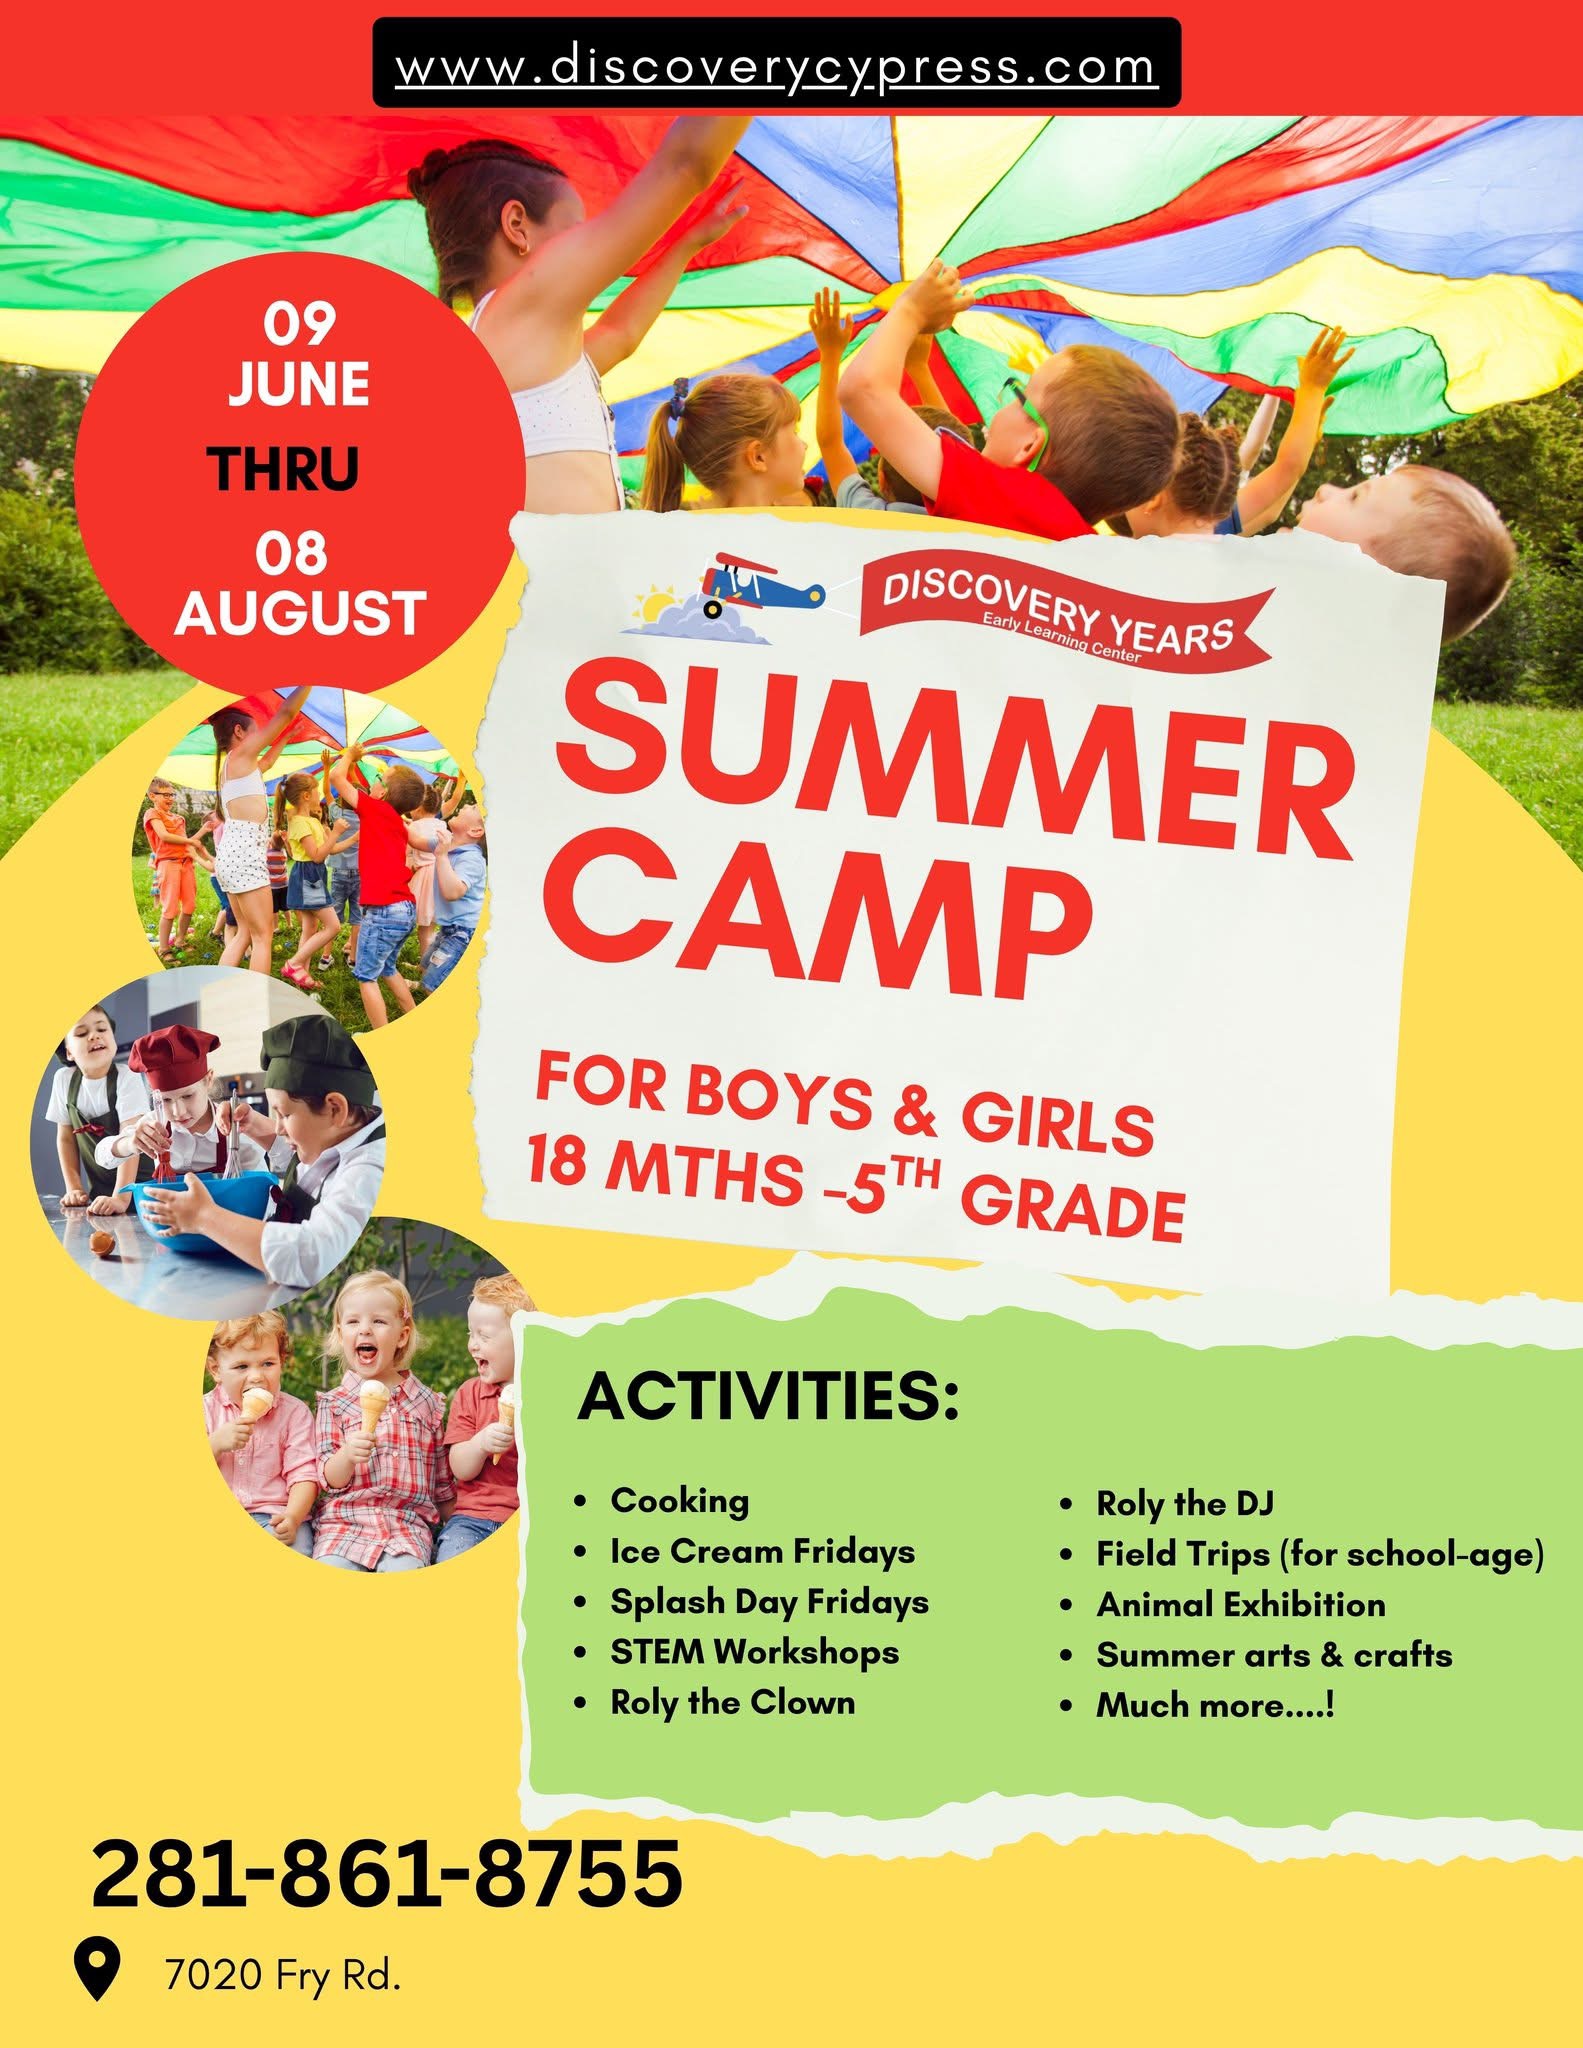 www.discoverycypress.com
09
JUNE
THRU
08
AUGUST
DISCOVERY YEARS
Early Learning Center
SUMMER
CAMP
FOR BOYS & GIRLS
18 MTHS -5TH GRADE
ACTIVITIES:
• Cooking
• Ice Cream Fridays
• Splash Day Fridays
• STEM Workshops
• Roly the Clown
• Roly the DJ
• Field Trips (for school-age)
• Animal Exhibition
• Summer arts & crafts
• Much more....!
281-861-8755
7020 Fry Rd.